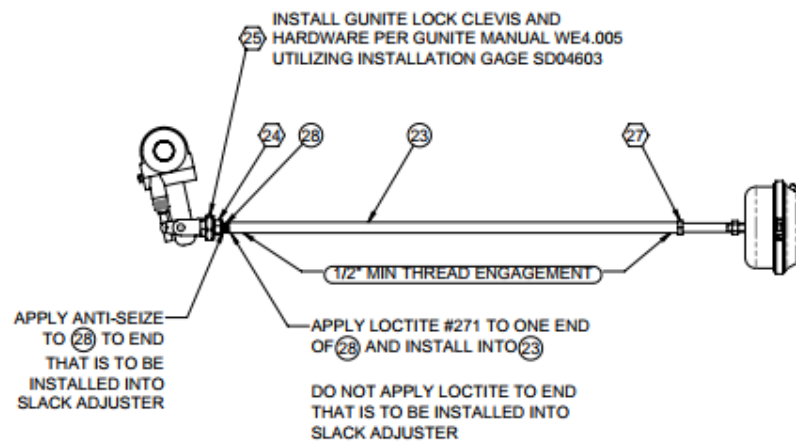 INSTALL GUNITE LOCK CLEVIS AND
25 HARDWARE PER GUNITE MANUAL WE4.005
UTILIZING INSTALLATION GAGE SD04603
24 28 23 27
1/2" MIN THREAD ENGAGEMENT
APPLY ANTI-SEIZE
TO 28 TO END
THAT IS TO BE
INSTALLED INTO
SLACK ADJUSTER
APPLY LOCTITE #271 TO ONE END
OF 28 AND INSTALL INTO 23
DO NOT APPLY LOCTITE TO END
THAT IS TO BE INSTALLED INTO
SLACK ADJUSTER